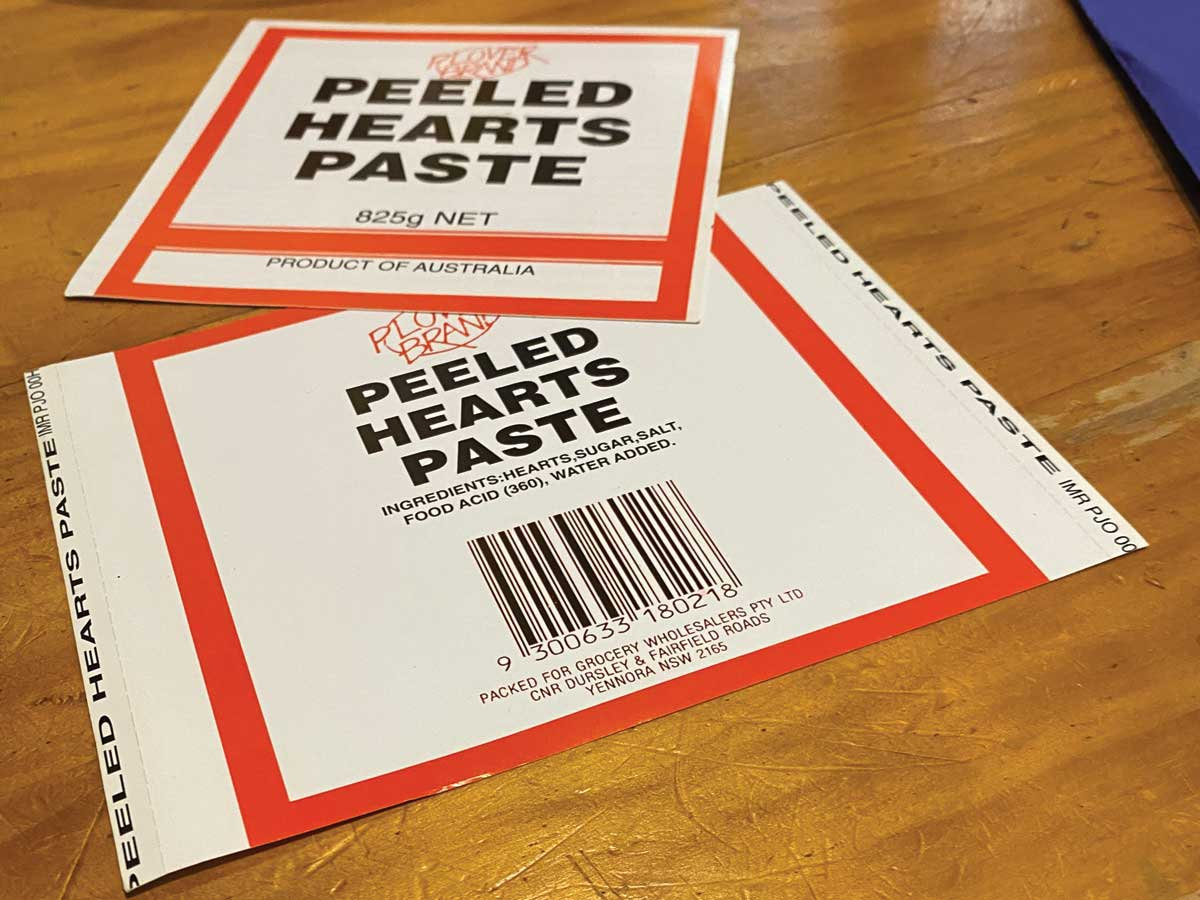 PLOVER
BRAND
PEELED
HEARTS
PASTE
825g NET
PRODUCT OF AUSTRALIA
PLOV
BRAND
PEELED
HEARTS
PASTE
INGREDIENTS:HEARTS,SUGAR,SALT,
FOOD ACID (360), WATER ADDED.
9 300633 180218
PACKED FOR GROCERY WHOLESALERS PTY LTD
CNR DURSLEY & FAIRFIELD ROADS
YENNORA NSW 2165
PEELED HEARTS PASTE IMR PJO 00H
PEELED HEARTS PASTE IMR PJO 00